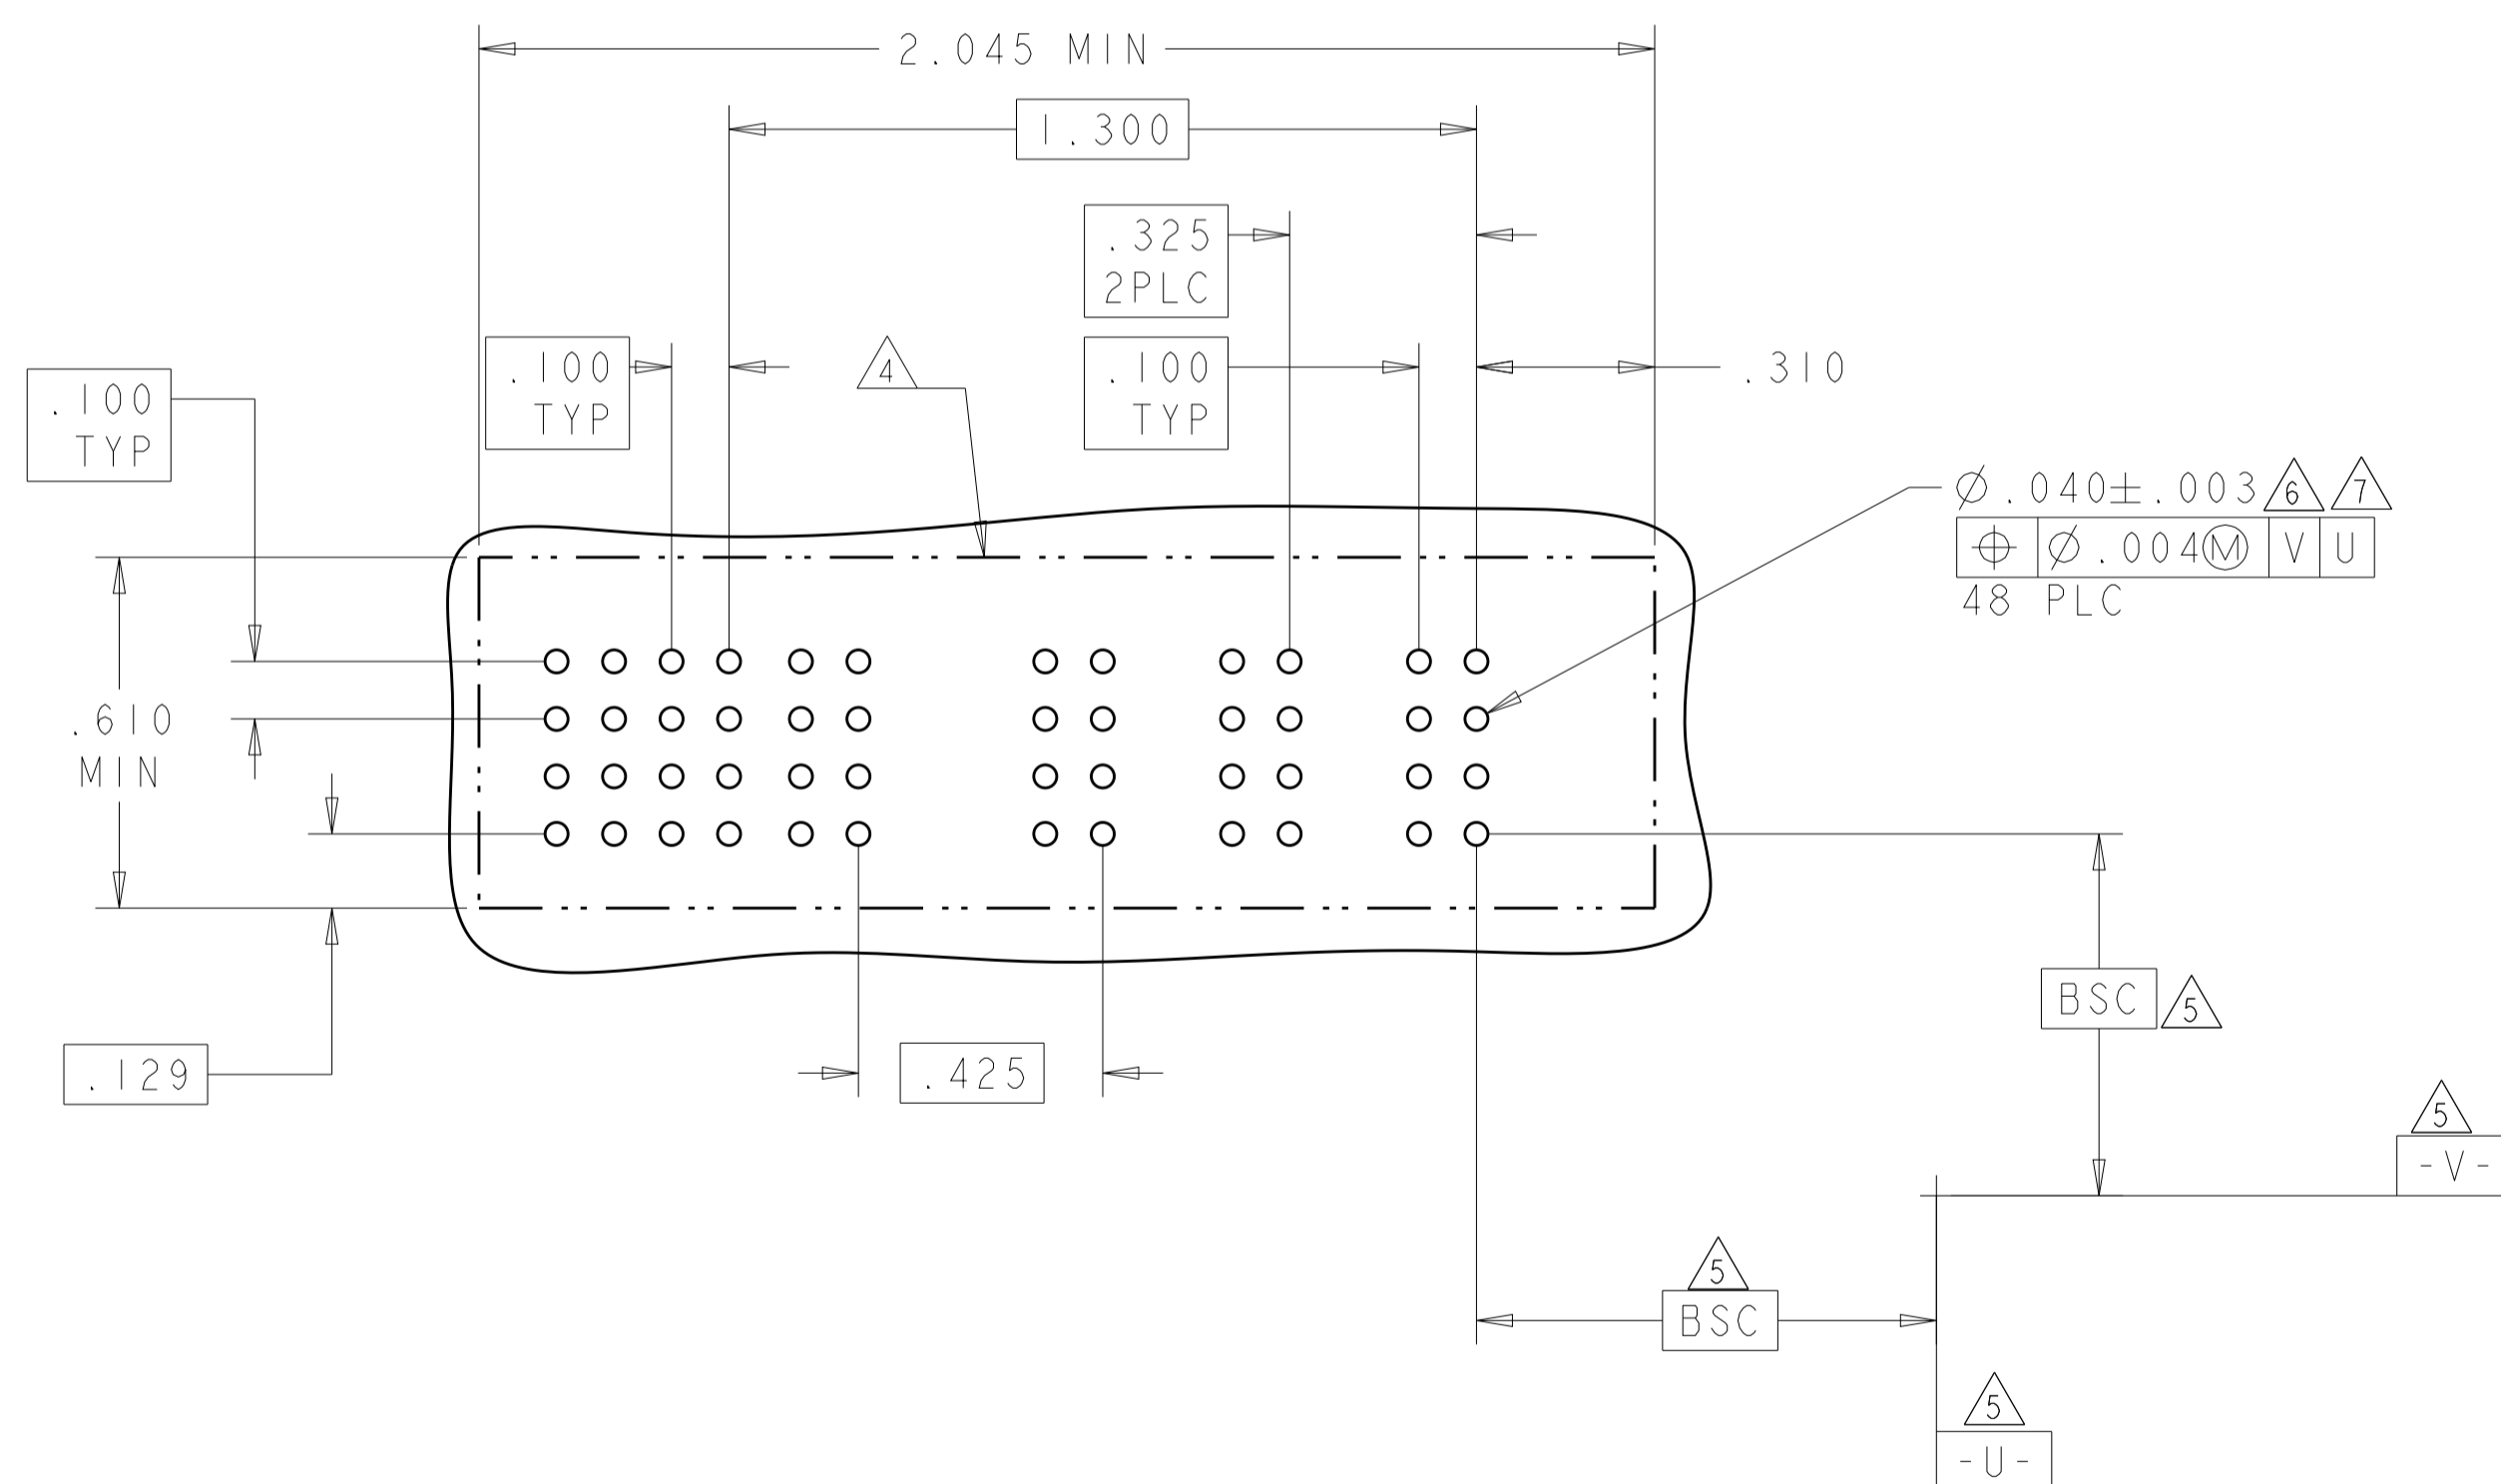 2.045 MIN
1.300
.325
2PLC
.100
TYP
4
.100
TYP
.310
.100
TYP
⌀.040±.003 6 7
⌖ ⌀.004Ⓜ V U
48 PLC
.610
MIN
BSC 5
.129
.425
5
-V-
5
BSC
5
-U-